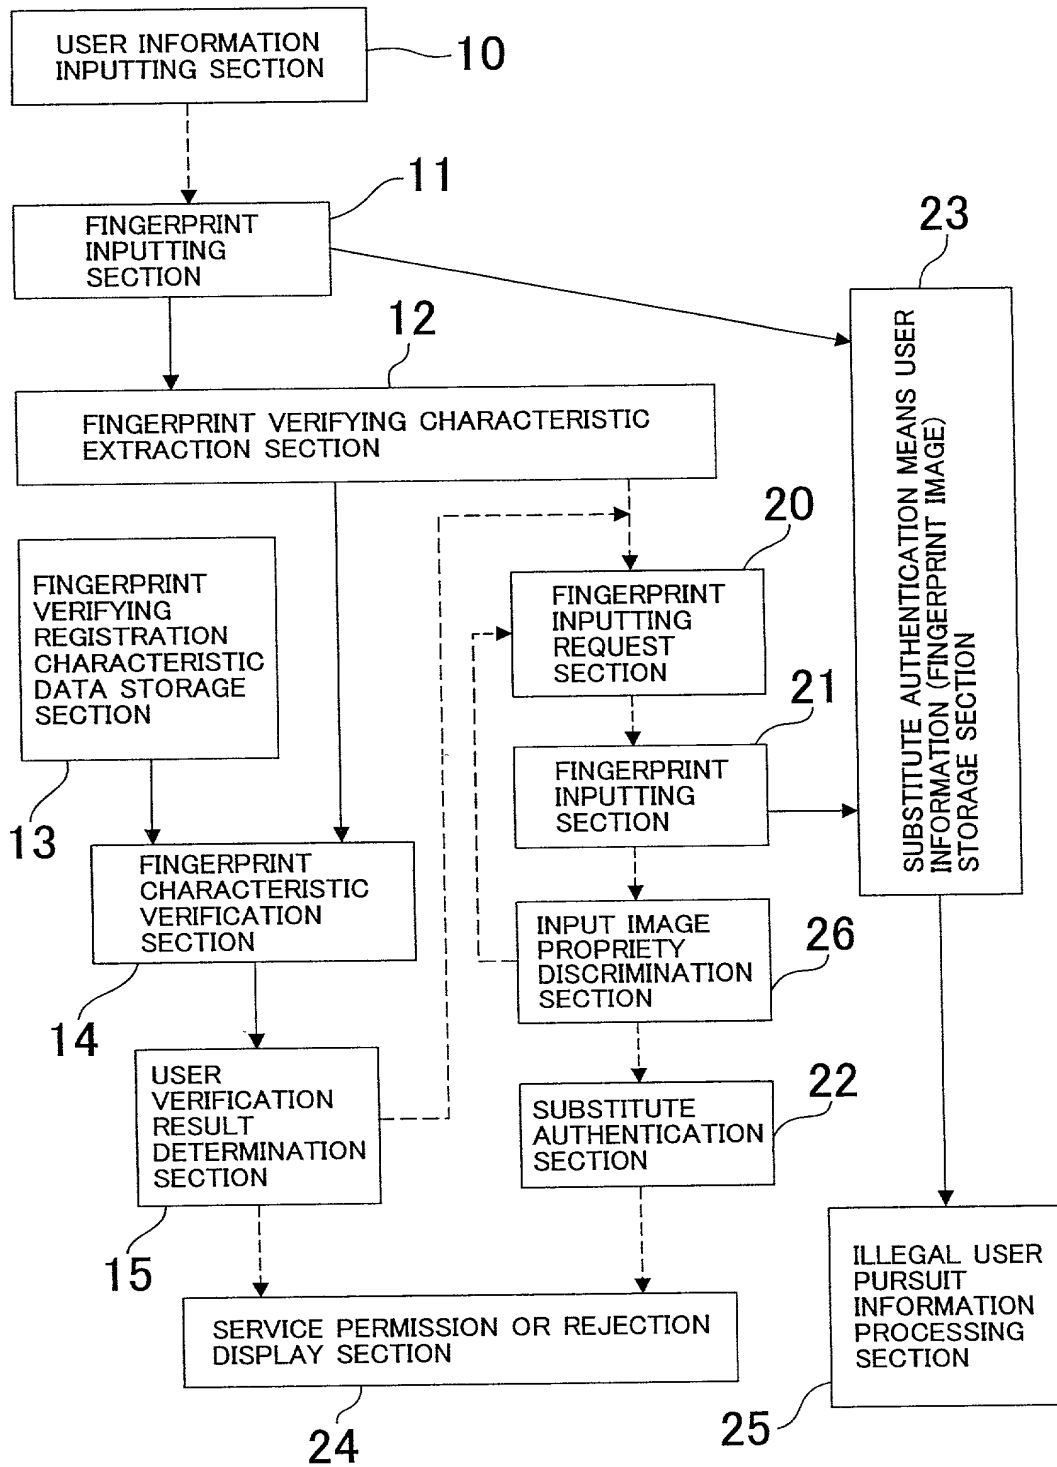 USER INFORMATION
INPUTTING SECTION
10
11
FINGERPRINT
INPUTTING
SECTION
23
12
FINGERPRINT VERIFYING CHARACTERISTIC
EXTRACTION SECTION
SUBSTITUTE AUTHENTICATION MEANS USER
INFORMATION (FINGERPRINT IMAGE)
STORAGE SECTION
20
FINGERPRINT
VERIFYING
REGISTRATION
CHARACTERISTIC
DATA STORAGE
SECTION
13
FINGERPRINT
INPUTTING
REQUEST
SECTION
21
FINGERPRINT
INPUTTING
SECTION
FINGERPRINT
CHARACTERISTIC
VERIFICATION
SECTION
14
INPUT IMAGE
PROPRIETY
DISCRIMINATION
SECTION
26
USER
VERIFICATION
RESULT
DETERMINATION
SECTION
15
22
SUBSTITUTE
AUTHENTICATION
SECTION
SERVICE PERMISSION OR REJECTION
DISPLAY SECTION
24
ILLEGAL USER
PURSUIT
INFORMATION
PROCESSING
SECTION
25